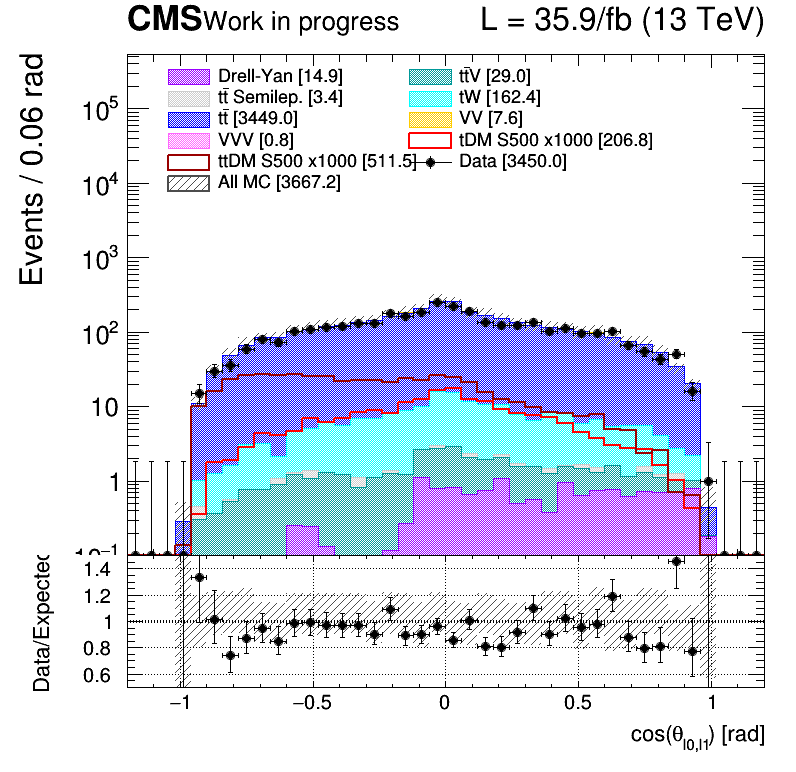 CMS Work in progress L = 35.9/fb (13 TeV)
Events / 0.06 rad
Drell-Yan [14.9] tt̄V [29.0]
tt̄ Semilep. [3.4] tW [162.4]
tt̄ [3449.0] VV [7.6]
VVV [0.8] tDM S500 x1000 [206.8]
ttDM S500 x1000 [511.5] Data [3450.0]
All MC [3667.2]
10⁵
10⁴
10³
10²
10
1
10⁻¹
Data/Expected
1.4
1.2
1
0.8
0.6
−1 −0.5 0 0.5 1
cos(θ_l0,l1) [rad]